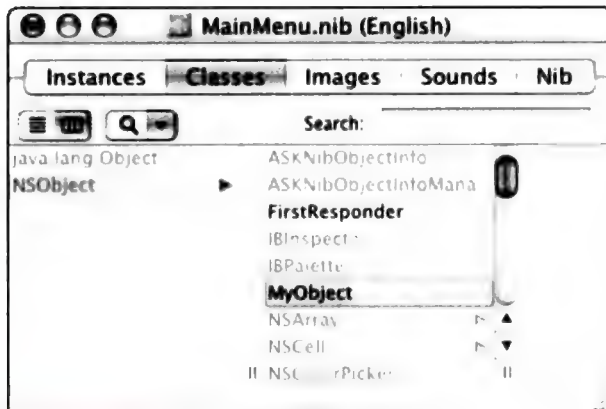 MainMenu.nib (English)
Instances Classes Images Sounds Nib
Search:
java.lang.Object
NSObject
ASKNibObjectInfo
ASKNibObjectInfoMana
FirstResponder
IBInspector
IBPalette
MyObject
NSArray
NSCell